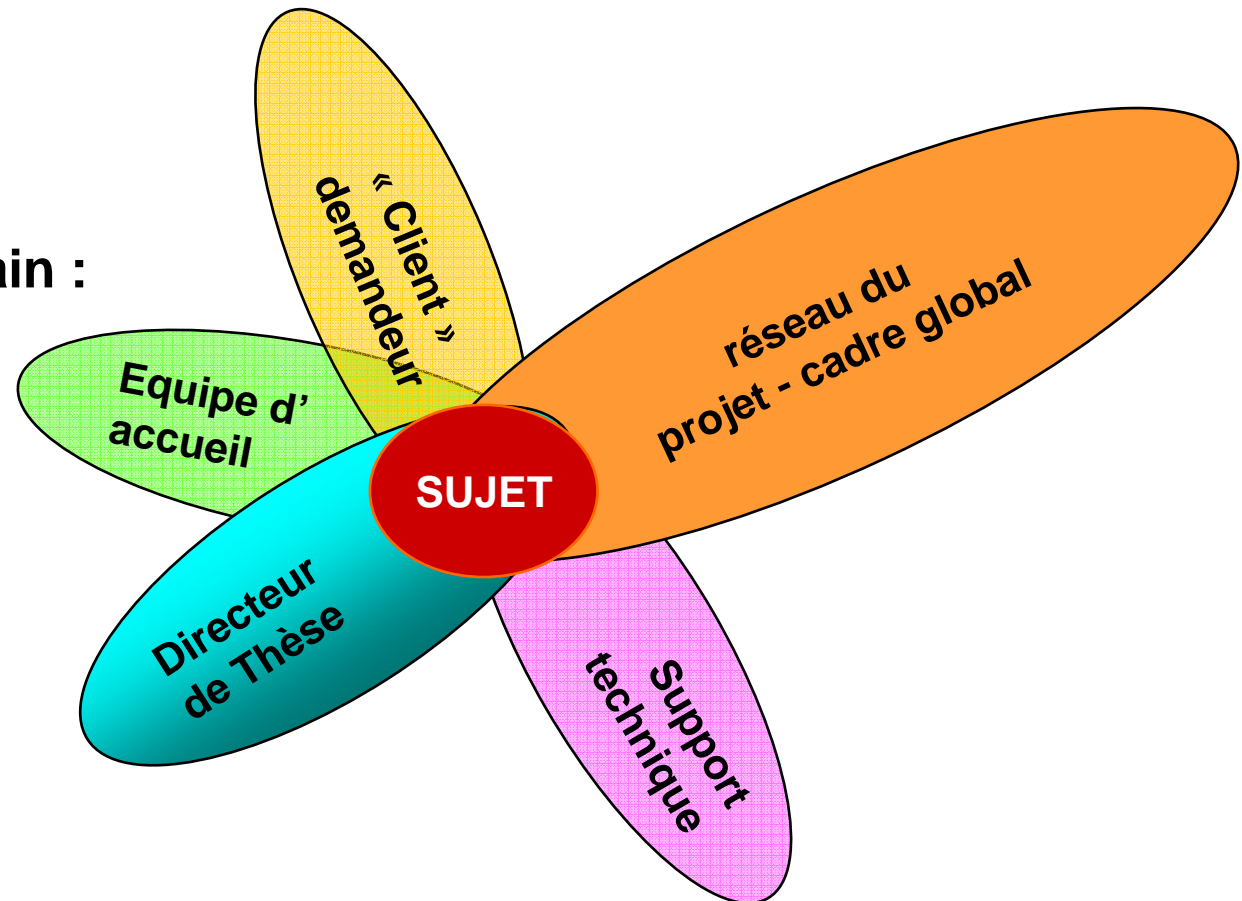 « Client »
demandeur
ain :
réseau du
projet - cadre global
Equipe d’
accueil
SUJET
Directeur
de Thèse
Support
technique